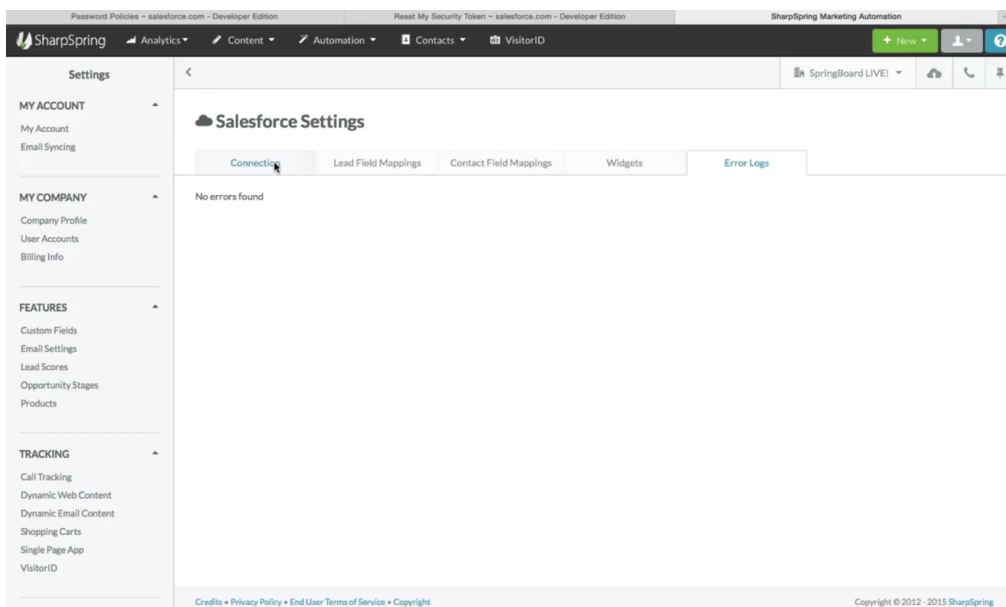 Password Policies ~ salesforce.com - Developer Edition
Reset My Security Token ~ salesforce.com - Developer Edition
SharpSpring Marketing Automation
SharpSpring Analytics Content Automation Contacts VisitorID + New
Settings
SpringBoard LIVE!
MY ACCOUNT
My Account
Email Syncing
MY COMPANY
Company Profile
User Accounts
Billing Info
FEATURES
Custom Fields
Email Settings
Lead Scores
Opportunity Stages
Products
TRACKING
Call Tracking
Dynamic Web Content
Dynamic Email Content
Shopping Carts
Single Page App
VisitorID
Salesforce Settings
Connection Lead Field Mappings Contact Field Mappings Widgets Error Logs
No errors found
Credits • Privacy Policy • End User Terms of Service • Copyright
Copyright © 2012 - 2015 SharpSpring